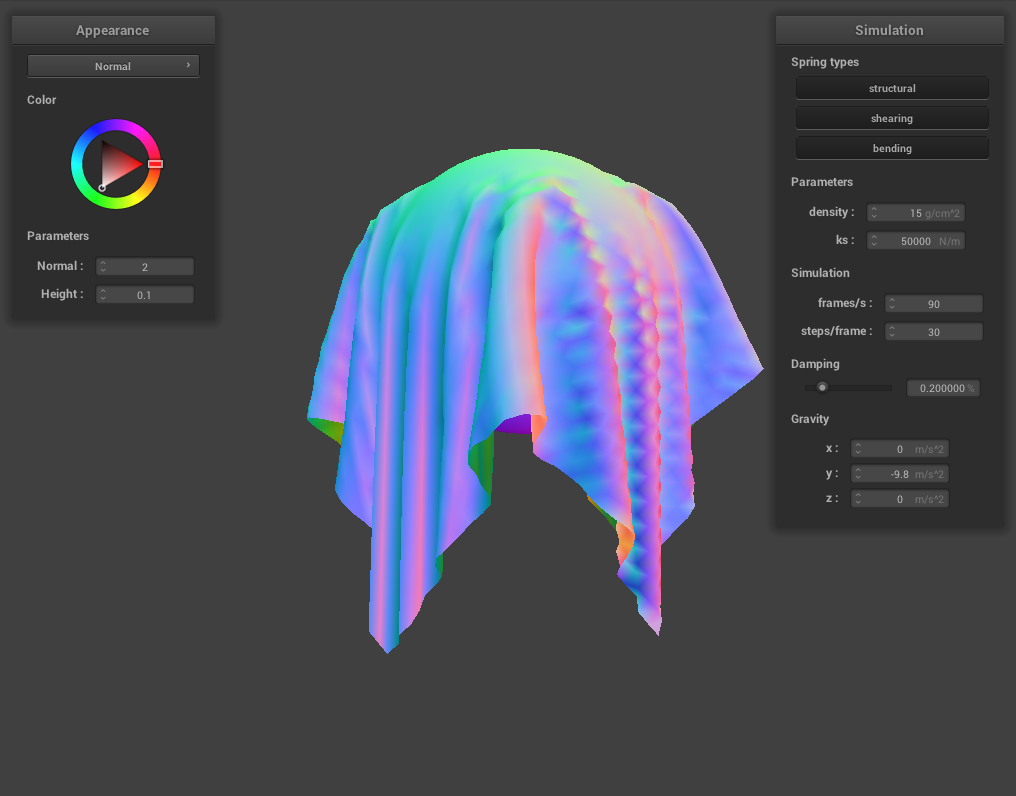 Appearance
Normal ›
Color
Parameters
Normal : 2
Height : 0.1
Simulation
Spring types
structural
shearing
bending
Parameters
density : 15 g/cm^2
ks : 50000 N/m
Simulation
frames/s : 90
steps/frame : 30
Damping
0.200000 %
Gravity
x : 0 m/s^2
y : -9.8 m/s^2
z : 0 m/s^2